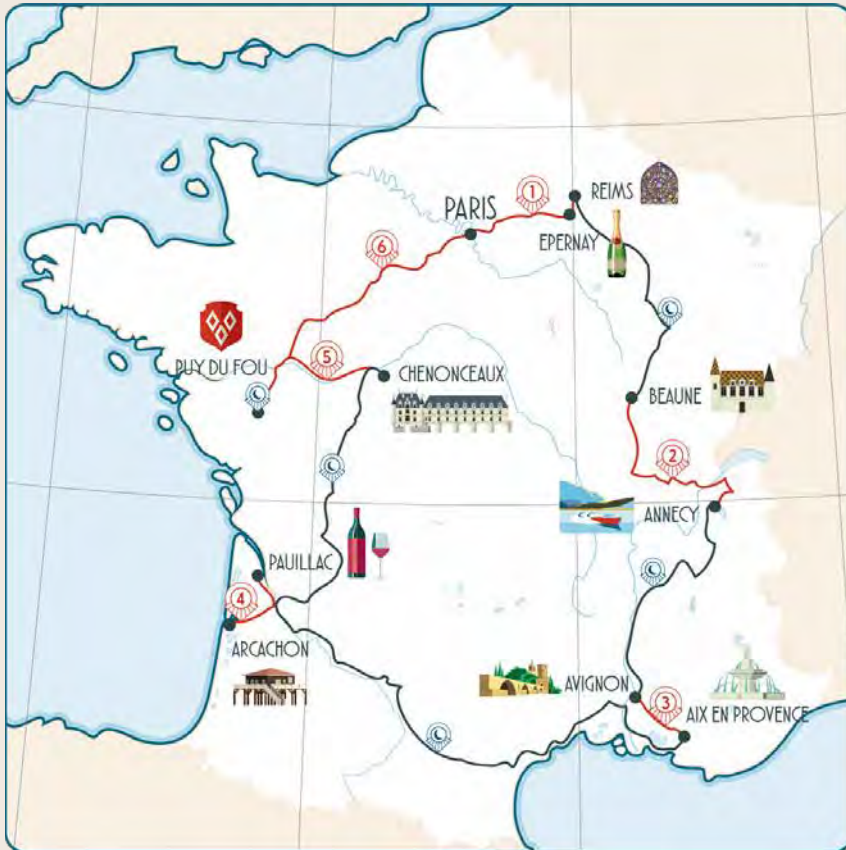 REIMS
1
PARIS
EPERNAY
6
PUY DU FOU
5
CHENONCEAUX
BEAUNE
2
ANNECY
PAUILLAC
4
ARCACHON
AVIGNON
3
AIX EN PROVENCE